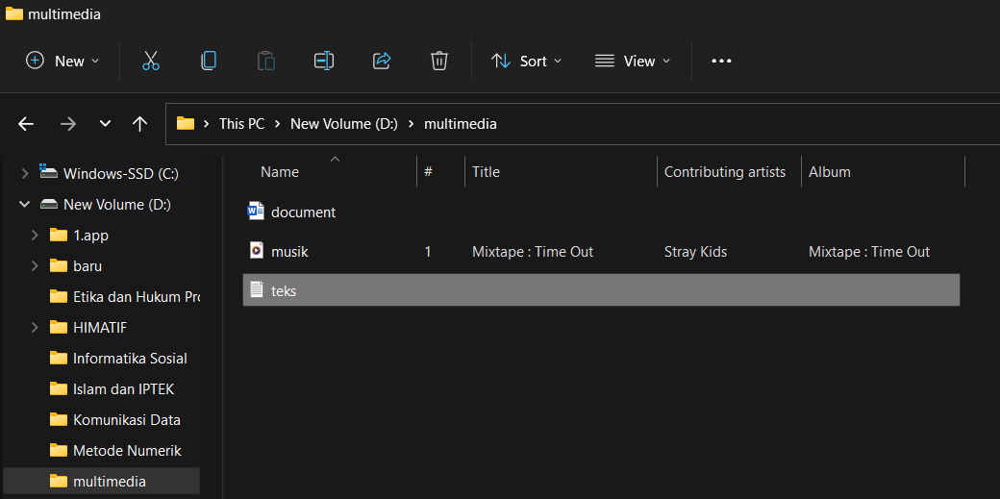 multimedia
New Sort View
This PC New Volume (D:) multimedia
Name # Title Contributing artists Album
Windows-SSD (C:)
New Volume (D:)
1.app
baru
Etika dan Hukum Pro
HIMATIF
Informatika Sosial
Islam dan IPTEK
Komunikasi Data
Metode Numerik
multimedia
document
musik 1 Mixtape : Time Out Stray Kids Mixtape : Time Out
teks